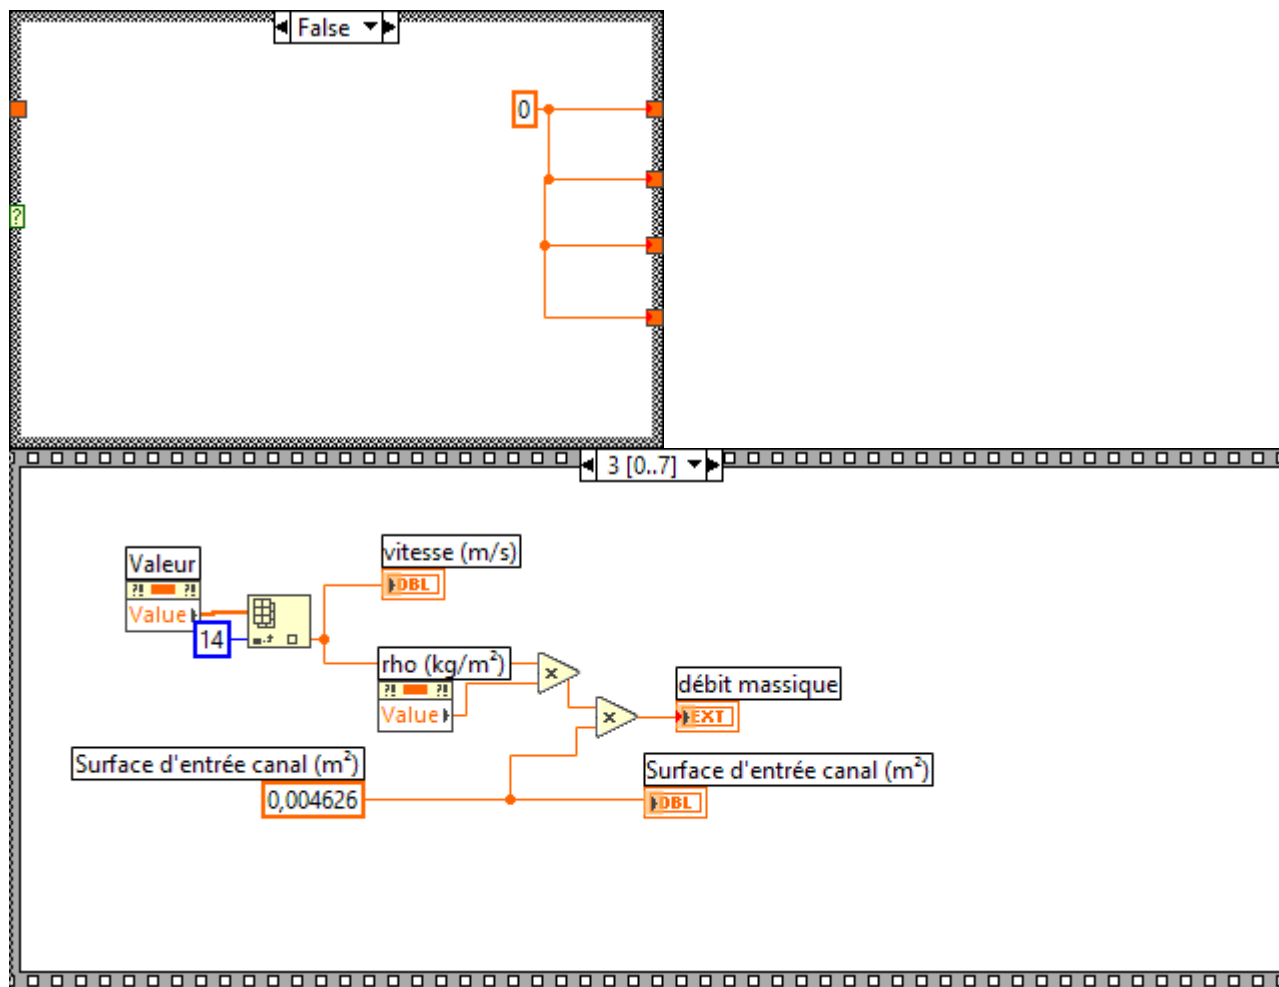 False
0
?
3 [0..7]
vitesse (m/s)
Valeur
?! ?!
DBL
Value
14
rho (kg/m²)
x
?! ?!
débit massique
Value
x
EXT
Surface d'entrée canal (m²)
Surface d'entrée canal (m²)
0,004626
DBL